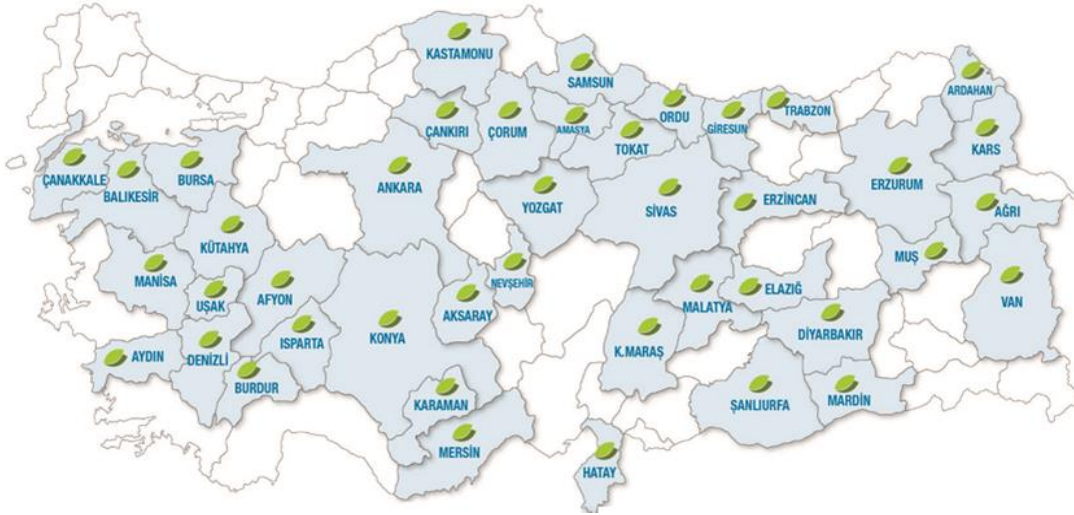 KASTAMONU
SAMSUN
ARDAHAN
ÇANKIRI
ÇORUM
AMASYA
ORDU
GİRESUN
TRABZON
TOKAT
KARS
ÇANAKKALE
BALIKESİR
BURSA
ANKARA
YOZGAT
SİVAS
ERZİNCAN
ERZURUM
AĞRI
KÜTAHYA
MUŞ
MANİSA
UŞAK
AFYON
NEVŞEHİR
AKSARAY
MALATYA
ELAZIĞ
VAN
AYDIN
DENİZLİ
ISPARTA
KONYA
K.MARAŞ
DİYARBAKIR
BURDUR
KARAMAN
ŞANLIURFA
MARDİN
MERSİN
HATAY